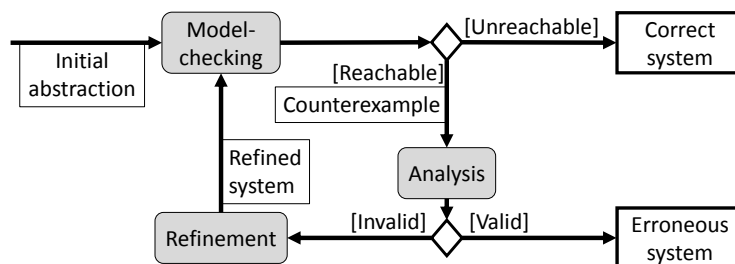 Initial
abstraction
Model-
checking
[Unreachable]
Correct
system
[Reachable]
Counterexample
Analysis
Refined
system
[Invalid]
[Valid]
Refinement
Erroneous
system